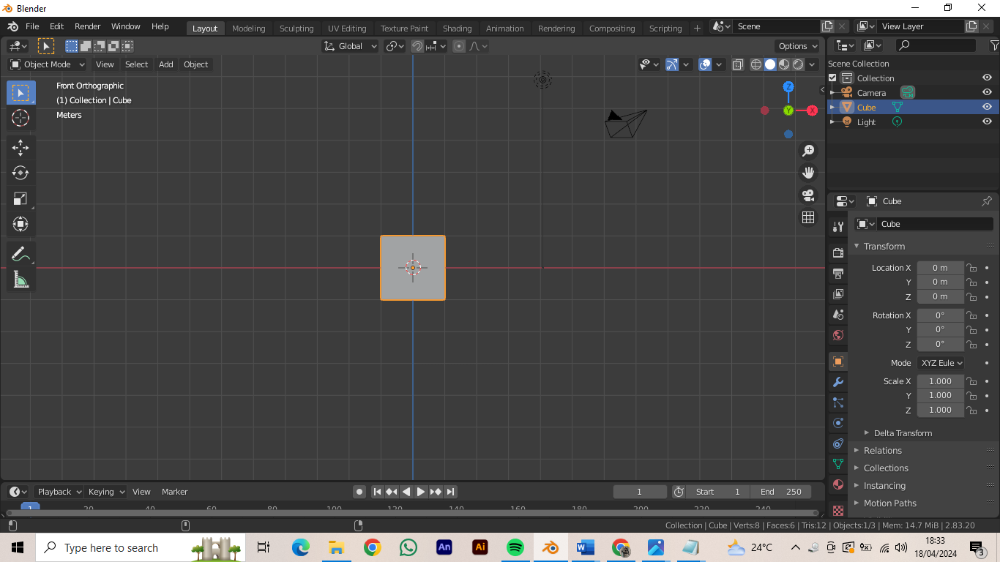 Blender
File Edit Render Window Help Layout Modeling Sculpting UV Editing Texture Paint Shading Animation Rendering Compositing Scripting + Scene View Layer
Global Options
Object Mode View Select Add Object
Front Orthographic
(1) Collection | Cube
Meters
Z
Y
X
Scene Collection
Collection
Camera
Cube
Light
Cube
Cube
Transform
Location X 0 m
Y 0 m
Z 0 m
Rotation X 0°
Y 0°
Z 0°
Mode XYZ Eule
Scale X 1.000
Y 1.000
Z 1.000
Delta Transform
Relations
Collections
Instancing
Motion Paths
Playback Keying View Marker 1 Start 1 End 250
1 20 40 60 80 100 120 140 160 180 200 220 240
Collection | Cube | Verts:8 | Faces:6 | Tris:12 | Objects:1/3 | Mem: 14.7 MiB | 2.83.20
Type here to search An Ai 24°C 18:33
18/04/2024 3